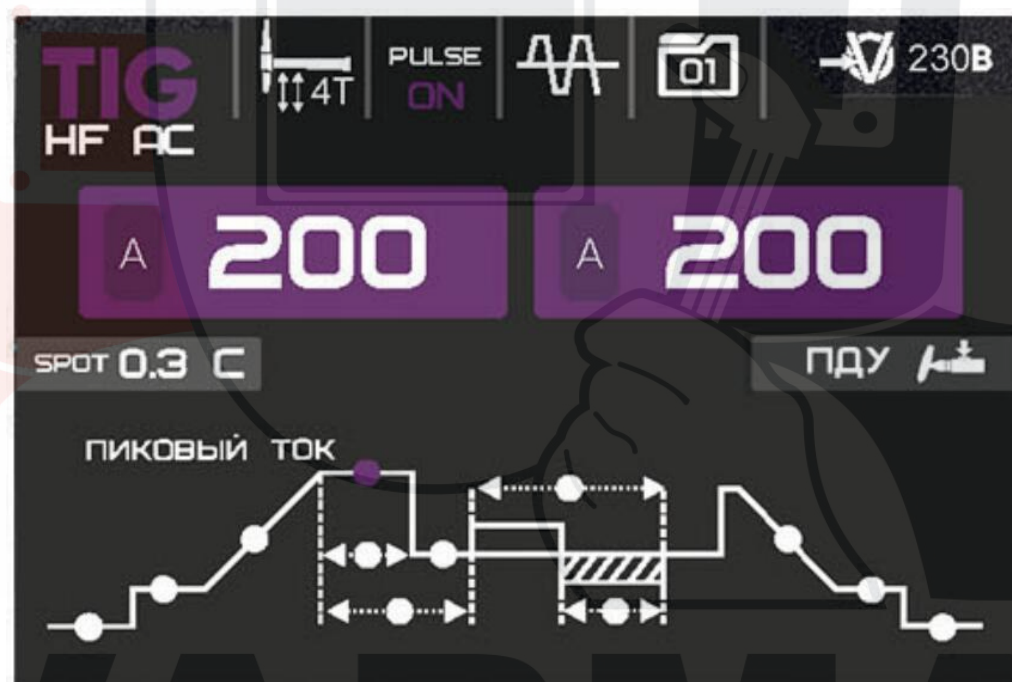 TIG
HF AC
4T
PULSE
ON
01
230В
A 200
A 200
SPOT 0.3 C
ПДУ
ПИКОВЫЙ ТОК